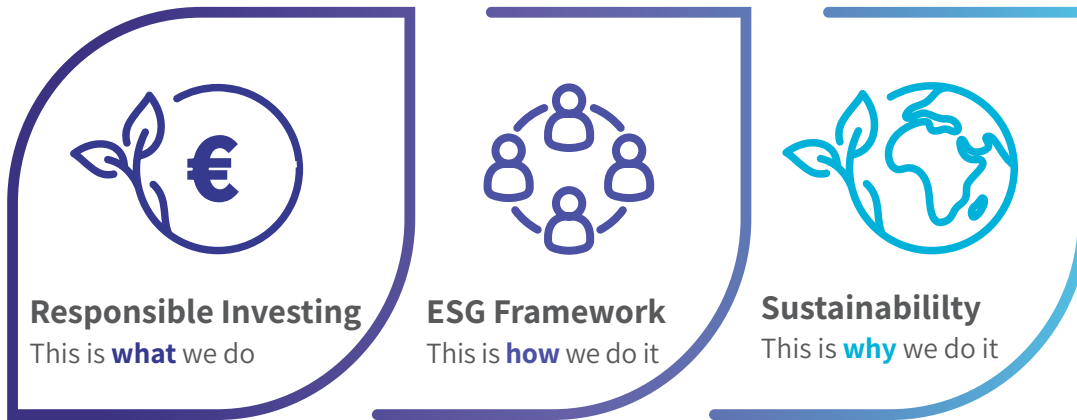 €
Responsible Investing
This is what we do
ESG Framework
This is how we do it
Sustainabililty
This is why we do it